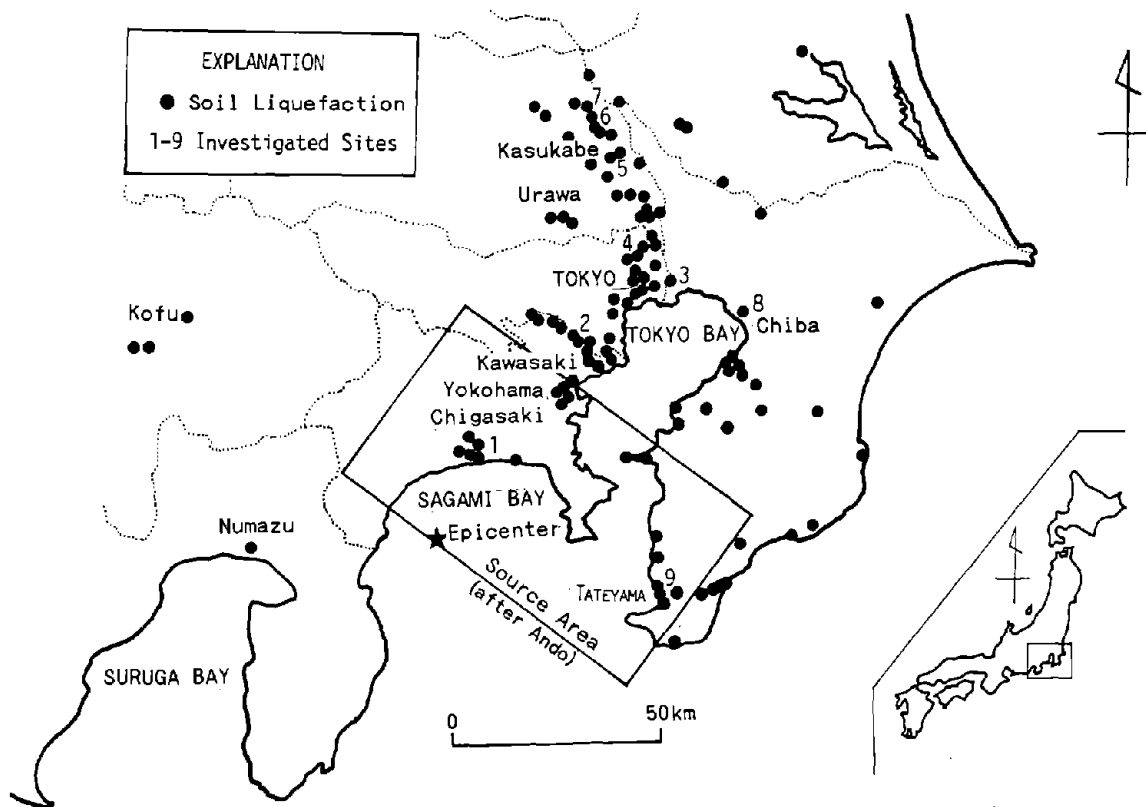 EXPLANATION
Soil Liquefaction
1-9 Investigated Sites
7
6
Kasukabe
5
Urawa
4
TOKYO
3
8
Kofu
2
TOKYO BAY
Chiba
Kawasaki
Yokohama
Chigasaki
1
SAGAMI BAY
Numazu
Epicenter
9
TATEYAMA
Source Area
(after Ando)
SURUGA BAY
0 50km